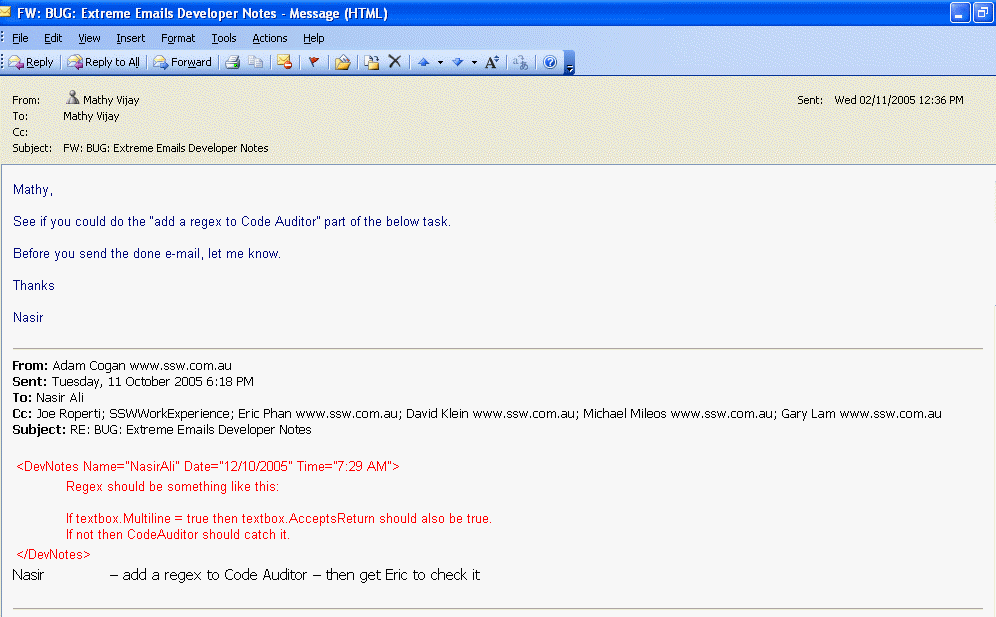 FW: BUG: Extreme Emails Developer Notes - Message (HTML)
File Edit View Insert Format Tools Actions Help
Reply Reply to All Forward
From: Mathy Vijay Sent: Wed 02/11/2005 12:36 PM
To: Mathy Vijay
Cc:
Subject: FW: BUG: Extreme Emails Developer Notes
Mathy,
See if you could do the "add a regex to Code Auditor" part of the below task.
Before you send the done e-mail, let me know.
Thanks
Nasir
From: Adam Cogan www.ssw.com.au
Sent: Tuesday, 11 October 2005 6:18 PM
To: Nasir Ali
Cc: Joe Roperti; SSWWorkExperience; Eric Phan www.ssw.com.au; David Klein www.ssw.com.au; Michael Mileos www.ssw.com.au; Gary Lam www.ssw.com.au
Subject: RE: BUG: Extreme Emails Developer Notes
<DevNotes Name="NasirAli" Date="12/10/2005" Time="7:29 AM">
Regex should be something like this:
If textbox.Multiline = true then textbox.AcceptsReturn should also be true.
If not then CodeAuditor should catch it.
</DevNotes>
Nasir – add a regex to Code Auditor – then get Eric to check it